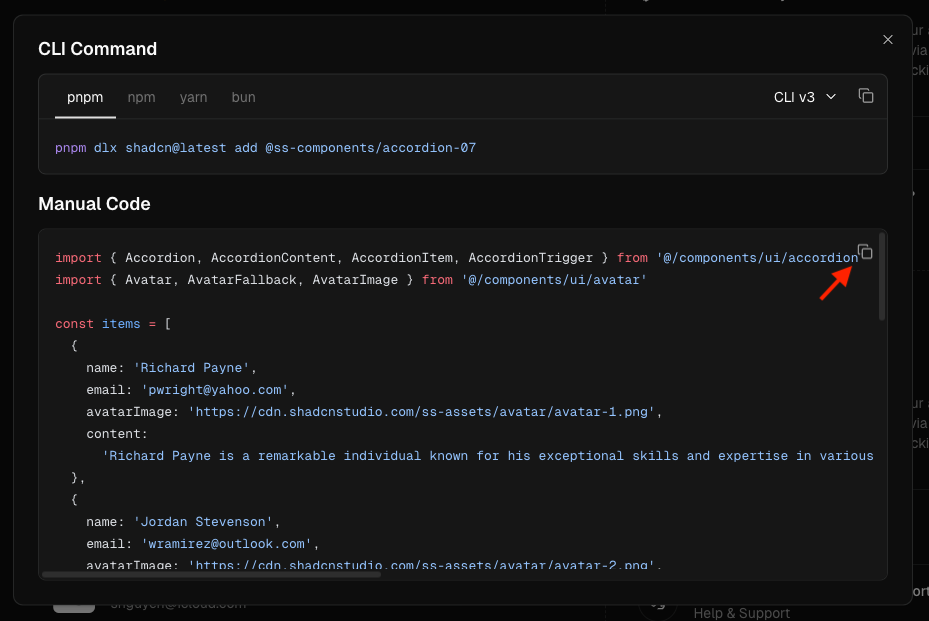 CLI Command
pnpm npm yarn bun CLI v3
pnpm dlx shadcn@latest add @ss-components/accordion-07
Manual Code
import { Accordion, AccordionContent, AccordionItem, AccordionTrigger } from '@/components/ui/accordion
import { Avatar, AvatarFallback, AvatarImage } from '@/components/ui/avatar'
const items = [
{
name: 'Richard Payne',
email: 'pwright@yahoo.com',
avatarImage: 'https://cdn.shadcnstudio.com/ss-assets/avatar/avatar-1.png',
content:
'Richard Payne is a remarkable individual known for his exceptional skills and expertise in various
},
{
name: 'Jordan Stevenson',
email: 'wramirez@outlook.com',
avatarImage: 'https://cdn.shadcnstudio.com/ss-assets/avatar/avatar-2.png',
Help & Support